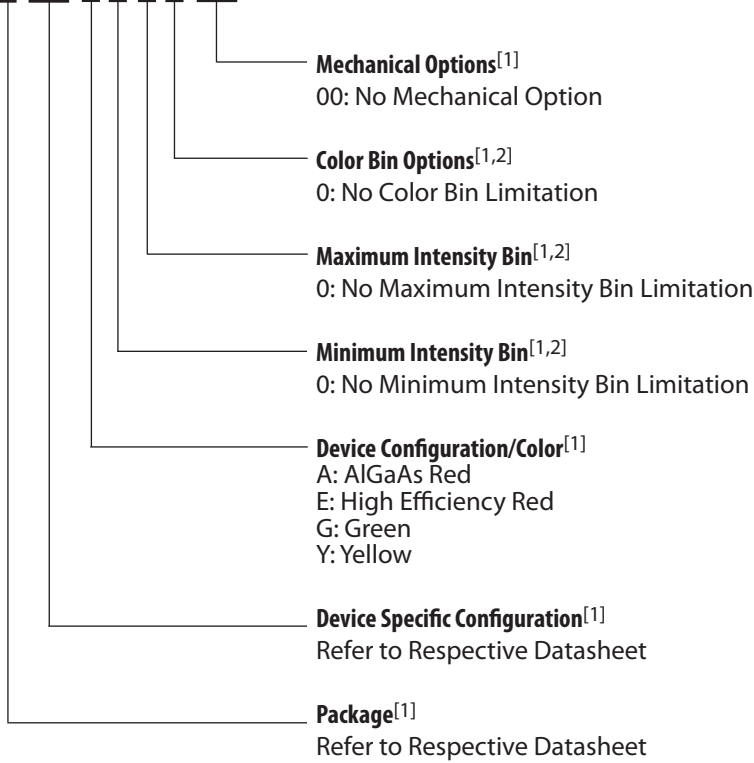 Mechanical Options[1]
00: No Mechanical Option
Color Bin Options[1,2]
0: No Color Bin Limitation
Maximum Intensity Bin[1,2]
0: No Maximum Intensity Bin Limitation
Minimum Intensity Bin[1,2]
0: No Minimum Intensity Bin Limitation
Device Configuration/Color[1]
A: AlGaAs Red
E: High Efficiency Red
G: Green
Y: Yellow
Device Specific Configuration[1]
Refer to Respective Datasheet
Package[1]
Refer to Respective Datasheet